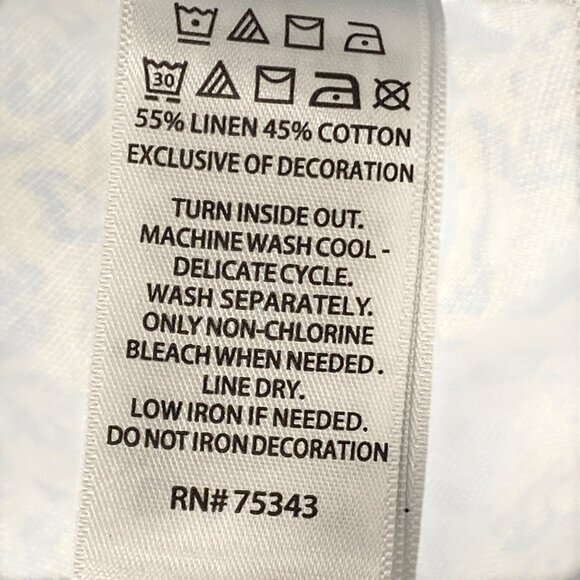 30
55% LINEN 45% COTTON
EXCLUSIVE OF DECORATION
TURN INSIDE OUT.
MACHINE WASH COOL -
DELICATE CYCLE.
WASH SEPARATELY.
ONLY NON-CHLORINE
BLEACH WHEN NEEDED.
LINE DRY.
LOW IRON IF NEEDED.
DO NOT IRON DECORATION
RN# 75343